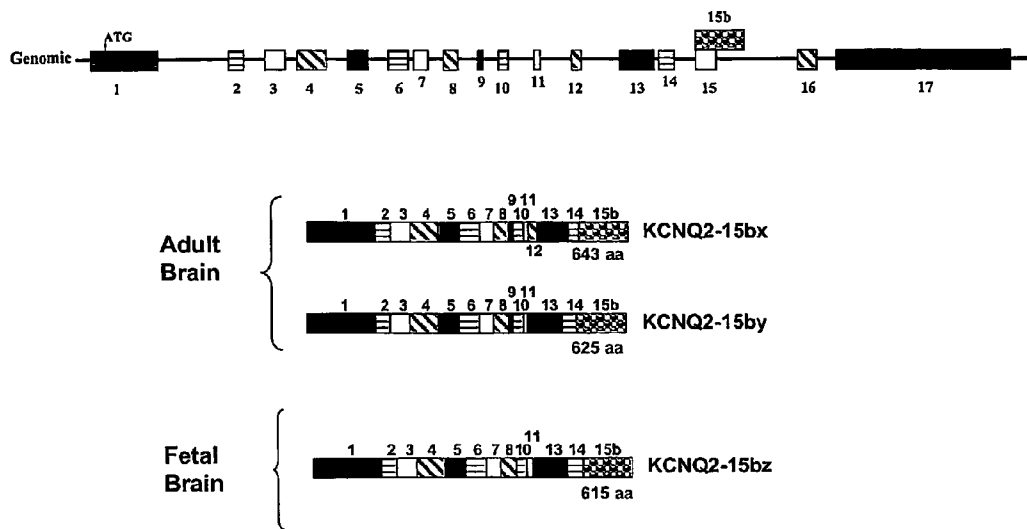 15b
ATG
Genomic
1 2 3 4 5 6 7 8 9 10 11 12 13 14 15 16 17
Adult
Brain
9 11
1 2 3 4 5 6 7 8 10 13 14 15b
KCNQ2-15bx
12
643 aa
9 11
1 2 3 4 5 6 7 8 10 13 14 15b
KCNQ2-15by
625 aa
Fetal
Brain
11
1 2 3 4 5 6 7 8 10 13 14 15b
KCNQ2-15bz
615 aa